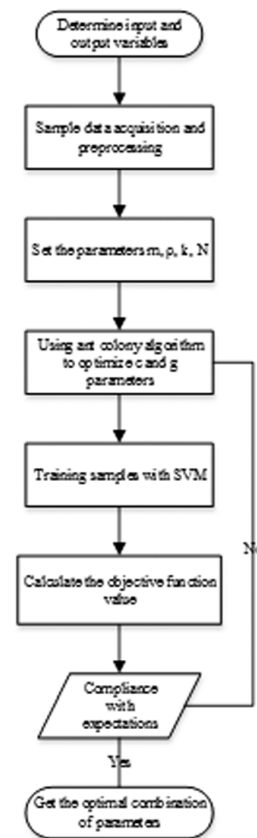 Determine input and
output variables
Sample data acquisition and
preprocessing
Set the parameters m, ρ, k, N
Using ant colony algorithm
to optimize c and g
parameters
Training samples with SVM
Calculate the objective function
value
No
Compliance
with
expectations
Yes
Get the optimal combination
of parameters